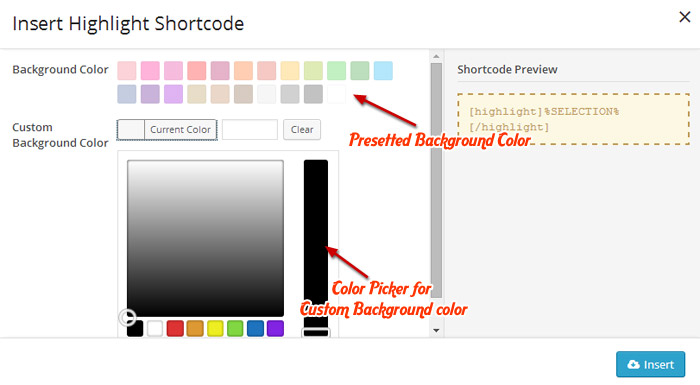 Insert Highlight Shortcode
Background Color
Shortcode Preview
[highlight]%SELECTION%
[/highlight]
Custom
Background Color
Current Color
Clear
Presetted Background Color
Color Picker for
Custom Background color
Insert